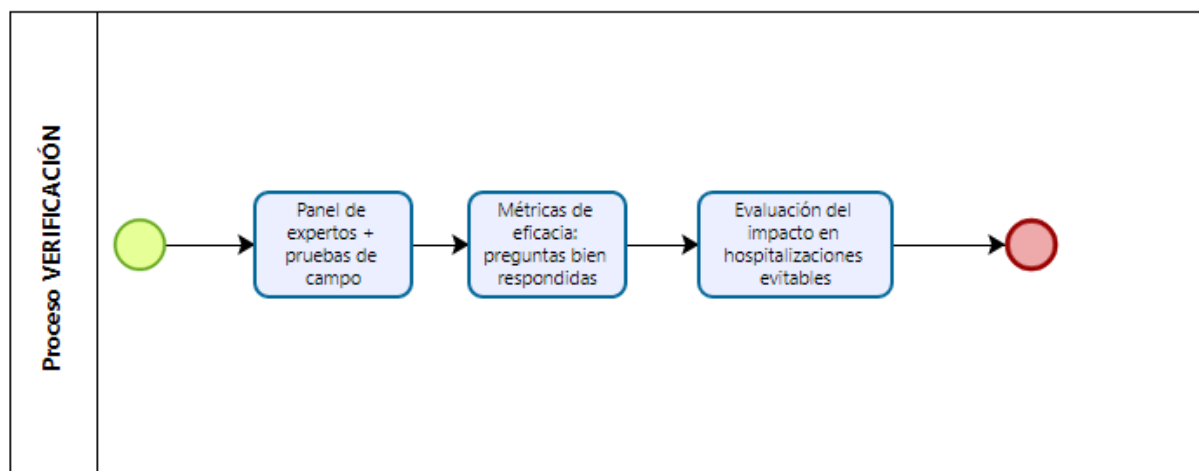 Proceso VERIFICACIÓN
Panel de
expertos +
pruebas de
campo
Métricas de
eficacia:
preguntas bien
respondidas
Evaluación del
impacto en
hospitalizaciones
evitables